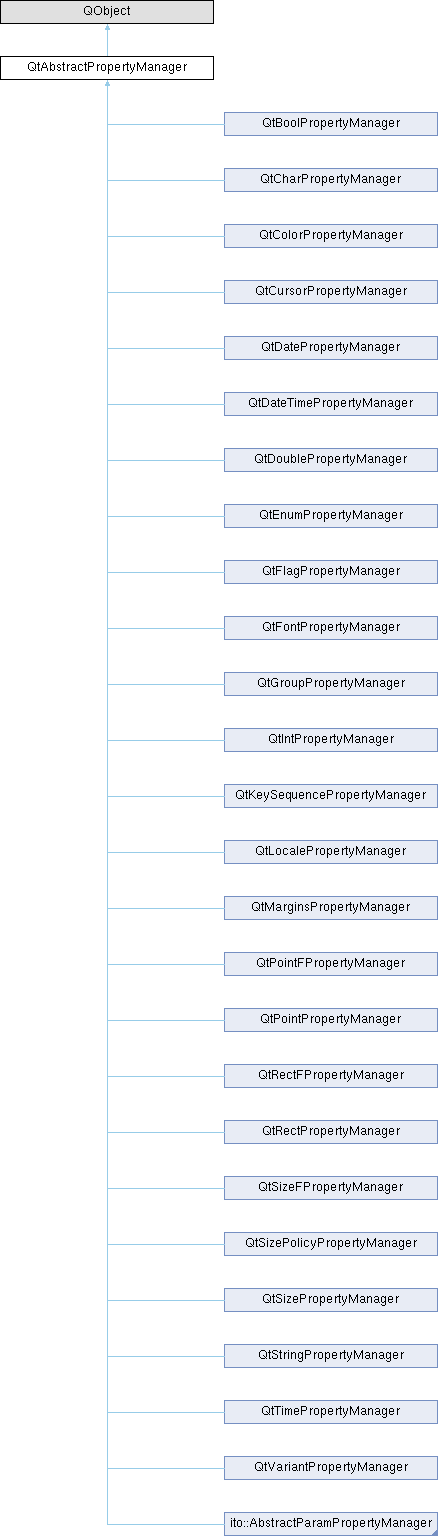 QObject
QtAbstractPropertyManager
QtBoolPropertyManager
QtCharPropertyManager
QtColorPropertyManager
QtCursorPropertyManager
QtDatePropertyManager
QtDateTimePropertyManager
QtDoublePropertyManager
QtEnumPropertyManager
QtFlagPropertyManager
QtFontPropertyManager
QtGroupPropertyManager
QtIntPropertyManager
QtKeySequencePropertyManager
QtLocalePropertyManager
QtMarginsPropertyManager
QtPointFPropertyManager
QtPointPropertyManager
QtRectFPropertyManager
QtRectPropertyManager
QtSizeFPropertyManager
QtSizePolicyPropertyManager
QtSizePropertyManager
QtStringPropertyManager
QtTimePropertyManager
QtVariantPropertyManager
ito::AbstractParamPropertyManager